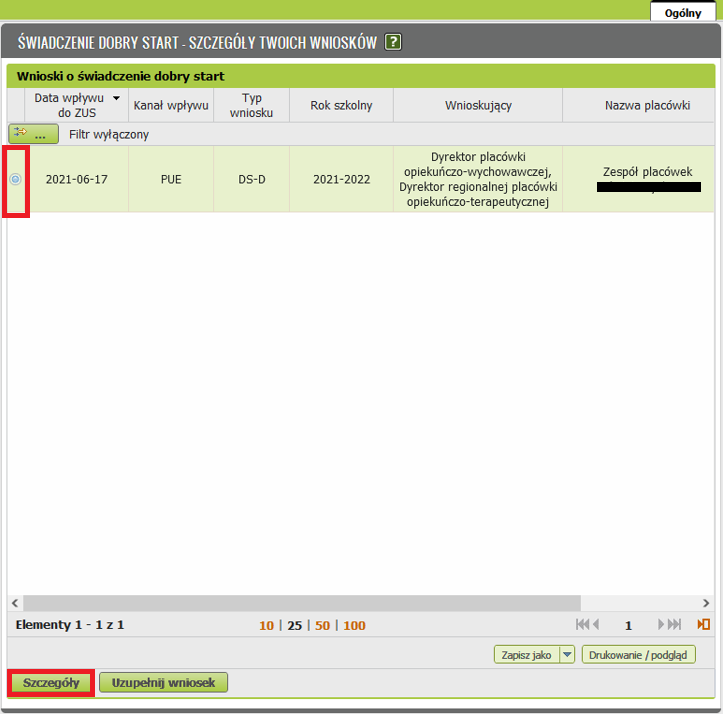 Ogólny
ŚWIADCZENIE DOBRY START - SZCZEGÓŁY TWOICH WNIOSKÓW ?
Wnioski o świadczenie dobry start
Data wpływu do ZUS
Kanał wpływu
Typ wniosku
Rok szkolny
Wnioskujący
Nazwa placówki
... Filtr wyłączony
2021-06-17
PUE
DS-D
2021-2022
Dyrektor placówki
opiekuńczo-wychowawczej,
Dyrektor regionalnej placówki
opiekuńczo-terapeutycznej
Zespół placówek
Elementy 1 - 1 z 1
10 | 25 | 50 | 100
1
Zapisz jako
Drukowanie / podgląd
Szczegóły
Uzupełnij wniosek